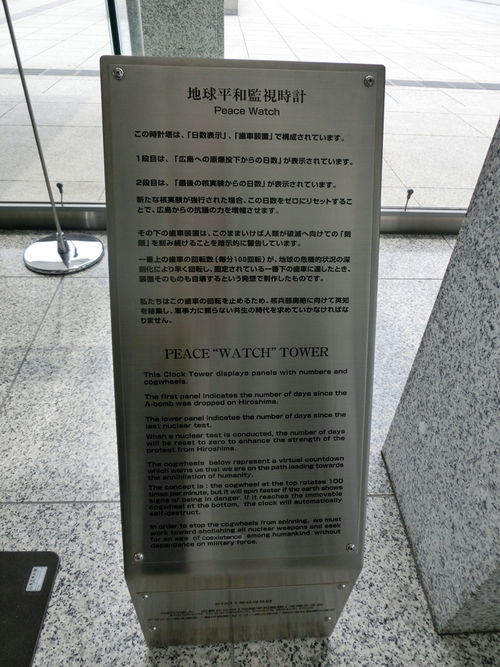 地球平和監視時計
Peace Watch
この時計塔は、「日数表示」、「歯車装置」で構成されています。
1段目は、「広島への原爆投下からの日数」が表示されています。
2段目は、「最後の核実験からの日数」が表示されています。
新たな核実験が強行された場合、この日数をゼロにリセットするこ
とで、広島からの抗議の力を増幅させます。
その下の歯車装置は、このままいけば人類が破滅へ向けての「刻
限」を刻み続けることを暗示的に警告しています。
一番上の歯車の回転数(毎分100回転)が、地球の危機的状況の深
刻化により早く回転し、固定されている一番下の歯車に達したとき、
装置そのものも自壊するという発想で制作したものです。
私たちはこの歯車の回転を止めるため、核兵器廃絶に向けて英知
を結集し、軍事力に頼らない共生の時代を求めていかなければな
りません。
PEACE "WATCH" TOWER
This Clock Tower displays panels with numbers and
cogwheels.
The first panel indicates the number of days since the
A-bomb was dropped on Hiroshima.
The lower panel indicates the number of days since the
last nuclear test.
When a nuclear test is conducted, the number of days
will be reset to zero to enhance the strength of the
protest from Hiroshima.
The cogwheels below represent a virtual countdown
which warns us that we are on the path leading towards
the annihilation of humanity.
The concept is : the cogwheel at the top rotates 100
times per minute, but it will spin faster if the earth shows
signs of being in danger. If it reaches the immovable
cogwheel at the bottom, the clock will automatically
self-destruct.
In order to stop the cogwheels from spinning, we must
work toward abolishing all nuclear weapons and seek
for an age of coexistence among humankind without
dependence on military force.